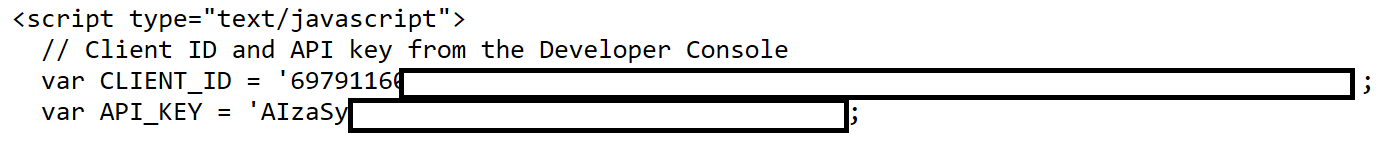 <script type="text/javascript">
// Client ID and API key from the Developer Console
var CLIENT_ID = '69791160 ;
var API_KEY = 'AIzaSy ;